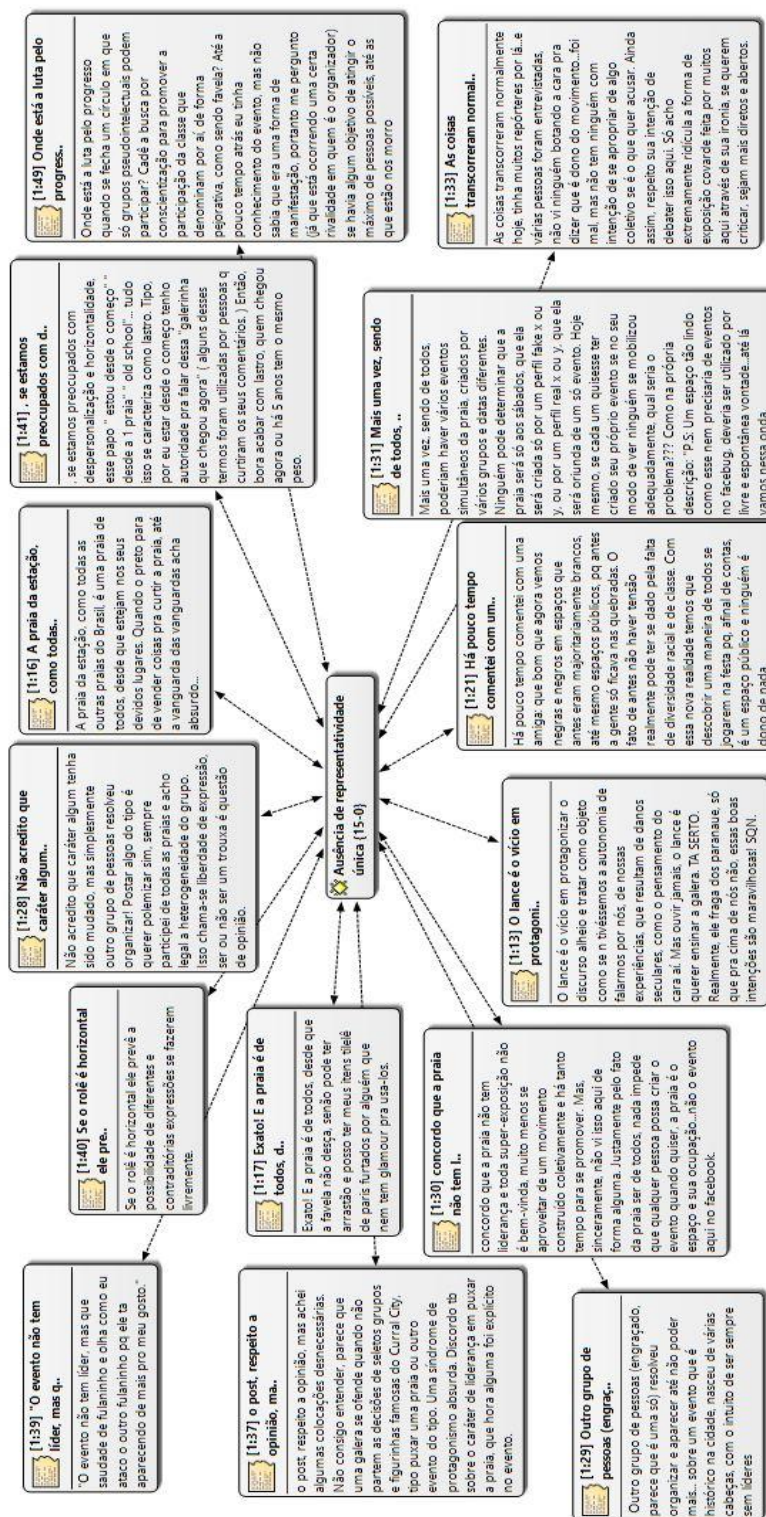 [1:29] Outro grupo de
pessoas (engraç..
Outro grupo de pessoas (engraçado,
parece que é uma só) resolveu
organizar e aparecer até não poder
mais... sobre um evento que é
histórico na cidade, nasceu de várias
cabeças, com o intuito de ser sempre
sem líderes
[1:37] o post, respeito a
opinião, ma..
o post, respeito a opinião, mas achei
algumas colocações desnecessárias.
Não consigo entender, parece que
uma galera se ofende quando não
partem as decisões de seletos grupos
e figurinhas famosas do Curral City,
tipo puxar uma praia ou outro
evento do tipo. Uma síndrome de
protagonismo absurda. Discordo tb
sobre o caráter de liderança em puxar
a praia, que hora alguma foi explícito
no evento.
[1:39] "O evento não tem
líder, mas q..
"O evento não tem líder, mas que
saudade de fulaninho e olha como eu
ataco o outro fulaninho pq ele ta
aparecendo de mais pro meu gosto."
[1:30] concordo que a praia
não tem l..
concordo que a praia não tem
liderança e toda super-exposição não
é bem-vinda, muito menos se
aproveitar de um movimento
construído coletivamente e há tanto
tempo para se promover. Mas,
sinceramente, não vi isso aqui de
forma alguma. Justamente pelo fato
da praia ser de todos, nada impede
que qualquer pessoa possa criar o
evento quando quiser, a praia é o
espaço e sua ocupação...não o evento
aqui no facebook.
[1:17] Exato! E a praia é de
todos, d..
Exato! E a praia é de todos, desde que
a favela não desça, senão pode ter
arrastão e posso ter meus itens tilelê
de paris furtados por alguém que
nem tem glamour pra usa-los.
[1:40] Se o rolé é horizontal
ele pre..
Se o rolé é horizontal ele prevê a
possibilidade de diferentes e
contraditórias expressões se fazerem
livremente.
[1:13] O lance é o vício em
protagoni..
O lance é o vício em protagonizar o
discurso alheio e tratar como objeto
como se n tivéssemos a autonomia de
falarmos por nós, de nossas
experiências, que resultam de danos
seculares, como o pensamento do
cara aí. Mas ouvir jamais, o lance é
querer ensinar a galera. TA SERTO.
Realmente, ele fraga dos paranaue, só
que pra cima de nos não, essas boas
intenções são maravilhosas! SQN.
[1:28] Não acredito que
caráter algum..
Não acredito que caráter algum tenha
sido mudado, mas simplesmente
outro grupo de pessoas resolveu
organizar! Postar algo do tipo é
querer polemizar sim, sempre
participei de todas as praias e acho
legal a heterogeneidade do grupo.
Isso chama-se liberdade de expressão,
ser ou não ser um trouxa é questão
de opinião.
Ausência de representatividade
única {15-0}
[1:16] A praia da estação,
como todas..
A praia da estação, como todas as
outras praias do Brasil, é uma praia de
todos, desde que estejam nos seus
devidos lugares. Quando o preto para
de vender coisas pra curtir a praia, até
a vanguarda das vanguardas acha
absurdo...
[1:21] Há pouco tempo
comentei com um..
Há pouco tempo comentei com uma
amiga: que bom que agora vemos
negras e negros em espaços que
antes eram majoritariamente brancos,
até mesmo espaços públicos, pq antes
a gente só ficava nas quebradas. O
fato de antes não haver tensão
realmente pode ter se dado pela falta
de diversidade racial e de classe. Com
essa nova realidade temos que
descobrir uma maneira de todos se
jogarem na festa pq, afinal de contas,
é um espaço público e ninguém é
dono de nada
[1:31] Mais uma vez, sendo
de todos, ..
Mais uma vez, sendo de todos,
poderiam haver vários eventos
simultâneos da praia, criados por
vários grupos e datas diferentes.
Ninguém pode determinar que a
praia será só aos sábados, que ela
será criada só por um perfil fake x ou
y, ou por um perfil real x ou y, que ela
será oriunda de um só evento. Hoje
mesmo, se cada um quisesse ter
criado seu próprio evento se no seu
modo de ver ninguém se mobilizou
adequadamente, qual seria o
problema??? Como na própria
descrição: "P.S: Um espaço tão lindo
como esse nem precisaria de eventos
no facebug, deveria ser utilizado por
livre e espontânea vontade...até lá
vamos nessa onda
[1:41] . se estamos
preocupados com d..
. se estamos preocupados com
despersonalização e horizontalidade,
esse papo " estou desde o começo" "
desde a 1 praia" " old school"... tudo
isso se caracteriza como lastro. Tipo,
por eu estar desde o começo tenho
autoridade pra falar dessa "galerinha
que chegou agora" ( alguns desses
termos foram utilizadas por pessoas q
curtiram os seus comentários. ) Então,
bora acabar com lastro, quem chegou
agora ou há 5 anos tem o mesmo
peso.
[1:33] As coisas
transcorreram normal..
As coisas transcorreram normalmente
hoje, tinha muitos repórteres por lá...e
várias pessoas foram entrevistadas,
não vi ninguém botando a cara pra
dizer que é dono do movimento...foi
mal, mas não tem ninguém com
intenção de se apropriar de algo
coletivo se é o que quer acusar. Ainda
assim, respeito sua intenção de
debater isso aqui. Só acho
extremamente ridícula a forma de
exposição covarde feita por muitos
aqui através de sua ironia, se querem
criticar, sejam mais diretos e abertos.
[1:49] Onde está a luta pelo
progress..
Onde está a luta pelo progresso
quando se fecha um círculo em que
só grupos pseudointelectuais podem
participar? Cadê a busca por
conscientização para promover a
participação da classe que
denominam por aí, de forma
pejorativa, como sendo favela? Até a
pouco tempo atrás eu tinha
conhecimento do evento, mas não
sabia que era uma forma de
manifestação, portanto me pergunto
(já que está ocorrendo uma certa
rivalidade em quem é o organizador)
se havia algum objetivo de atingir o
máximo de pessoas possíveis, até as
que estão nos morro